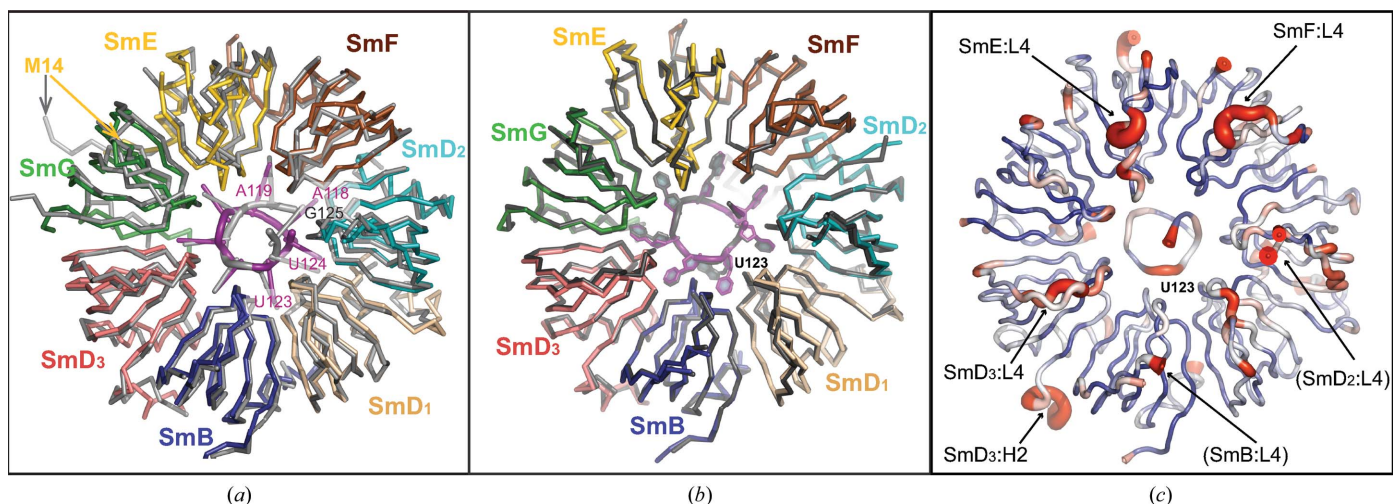 SmE
SmF
M14
SmG
SmD2
A119
A118
G125
U124
U123
SmD3
SmB
SmD1
(a)
SmE
SmF
SmG
SmD2
U123
SmD3
SmB
SmD1
(b)
SmE:L4
SmF:L4
U123
SmD3:L4
(SmD2:L4)
SmD3:H2
(SmB:L4)
(c)